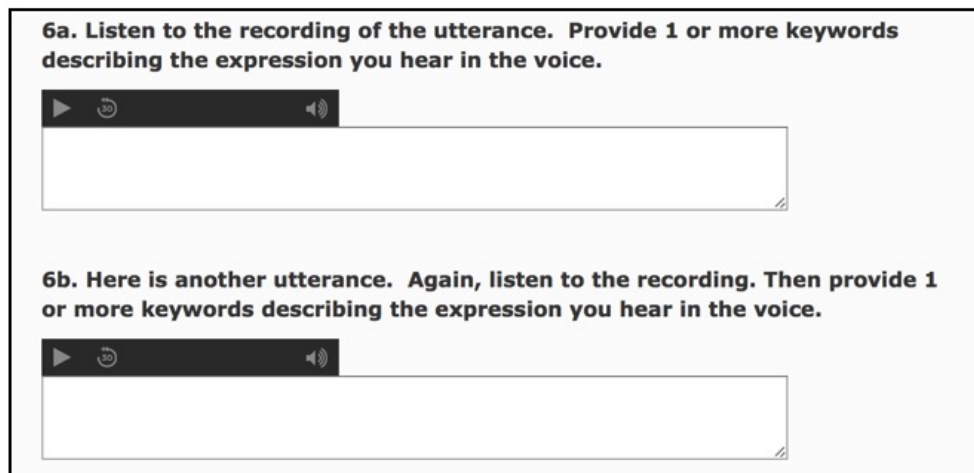 6a. Listen to the recording of the utterance.  Provide 1 or more keywords
describing the expression you hear in the voice.
30
6b. Here is another utterance.  Again, listen to the recording. Then provide 1
or more keywords describing the expression you hear in the voice.
30